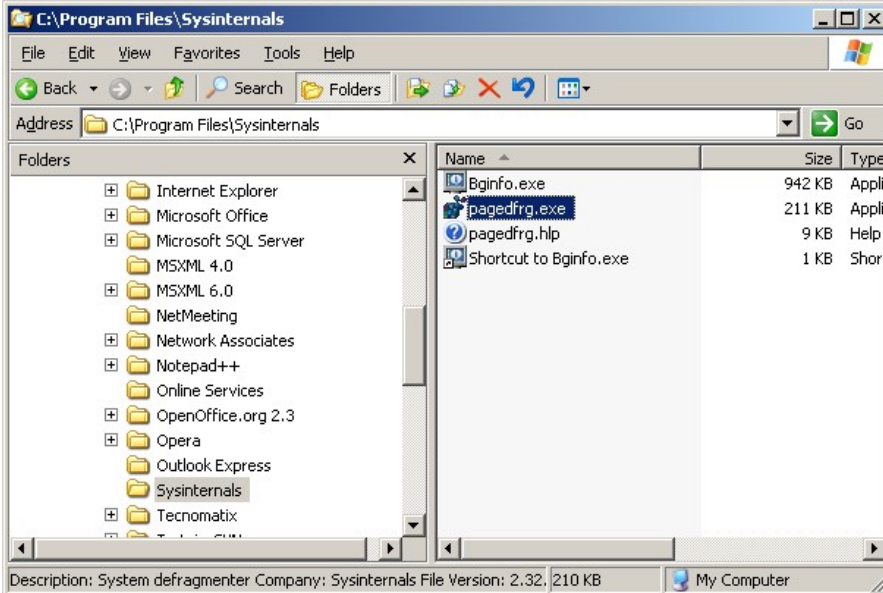 C:\Program Files\Sysinternals
File Edit View Favorites Tools Help
Back Search Folders
Address C:\Program Files\Sysinternals Go
Folders
Internet Explorer
Microsoft Office
Microsoft SQL Server
MSXML 4.0
MSXML 6.0
NetMeeting
Network Associates
Notepad++
Online Services
OpenOffice.org 2.3
Opera
Outlook Express
Sysinternals
Tecnomatix
Name Size Type
Bginfo.exe 942 KB Appli
pagedfrg.exe 211 KB Appli
pagedfrg.hlp 9 KB Help
Shortcut to Bginfo.exe 1 KB Shor
Description: System defragmenter Company: Sysinternals File Version: 2.32. 210 KB My Computer